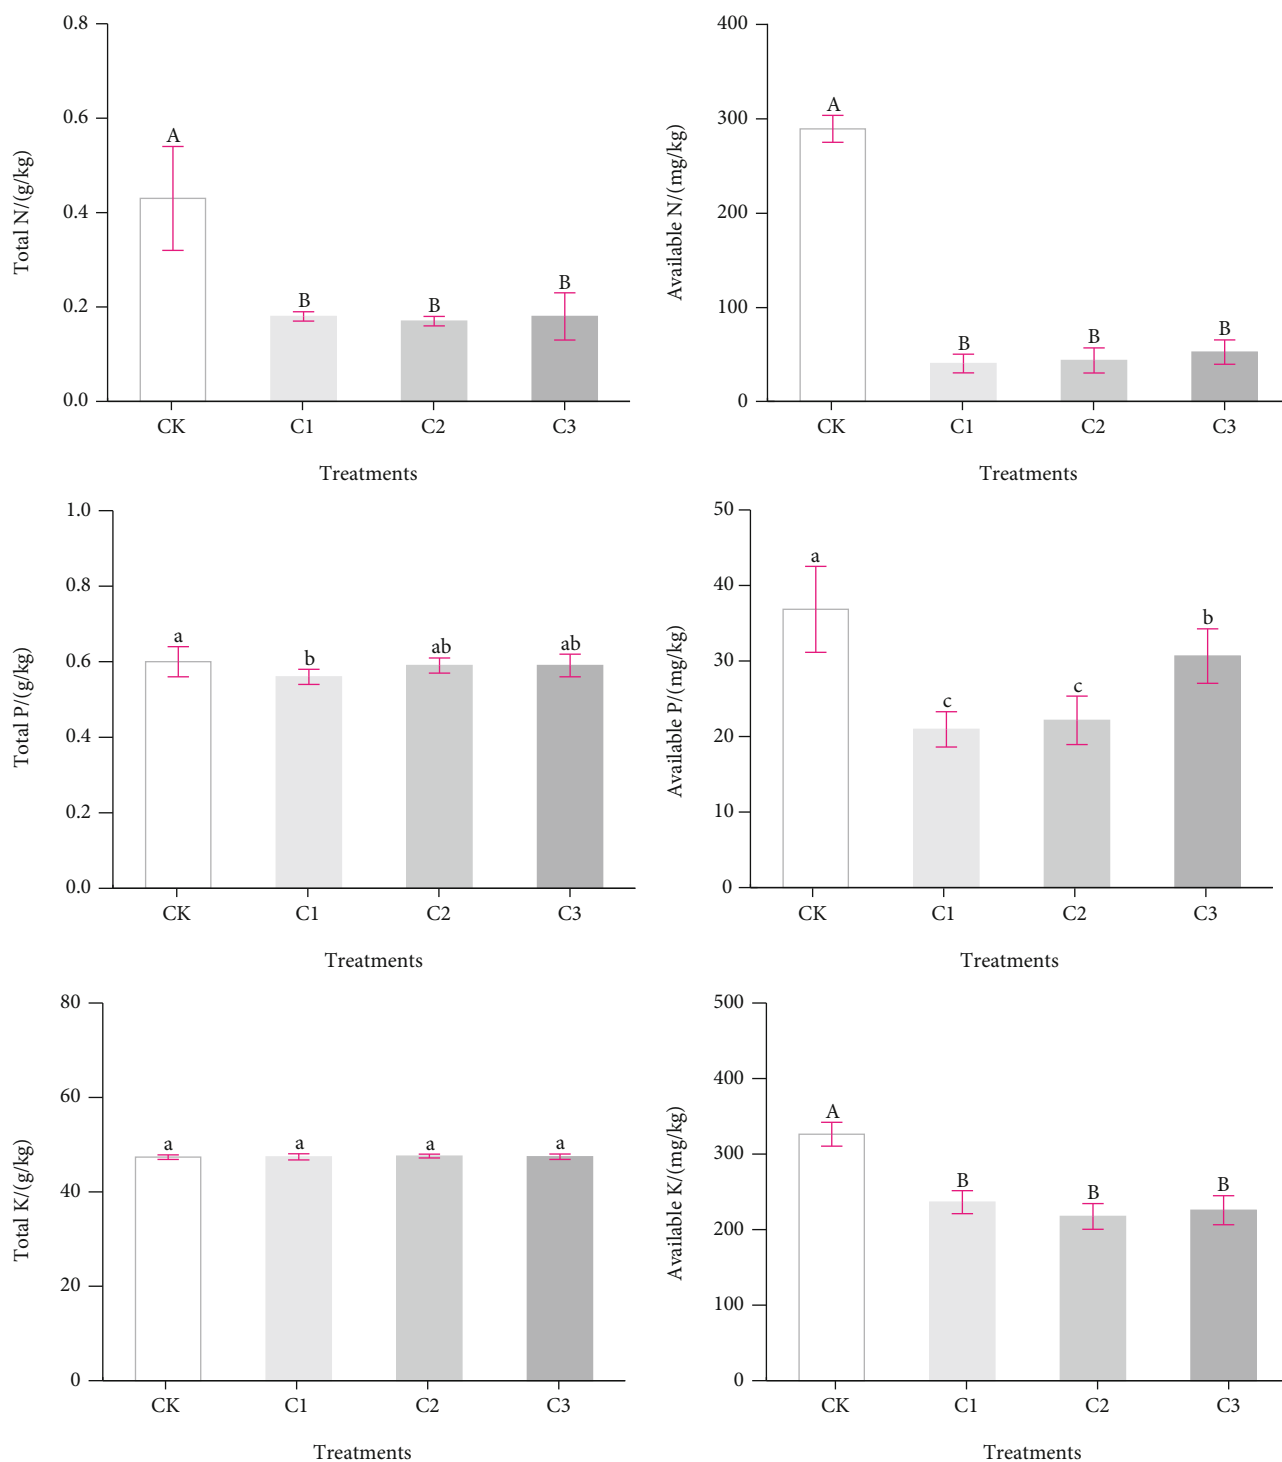 Total N/(g/kg)
0.8
0.6
0.4
0.2
0.0
A
B
B
B
CK C1 C2 C3
Treatments
Available N/(mg/kg)
400
300
200
100
0
A
B
B
B
CK C1 C2 C3
Treatments
Total P/(g/kg)
1.0
0.8
0.6
0.4
0.2
0.0
a
b
ab
ab
CK C1 C2 C3
Treatments
Available P/(mg/kg)
50
40
30
20
10
0
a
c
c
b
CK C1 C2 C3
Treatments
Total K/(g/kg)
80
60
40
20
0
a a a a
CK C1 C2 C3
Treatments
Available K/(mg/kg)
500
400
300
200
100
0
A
B
B
B
CK C1 C2 C3
Treatments